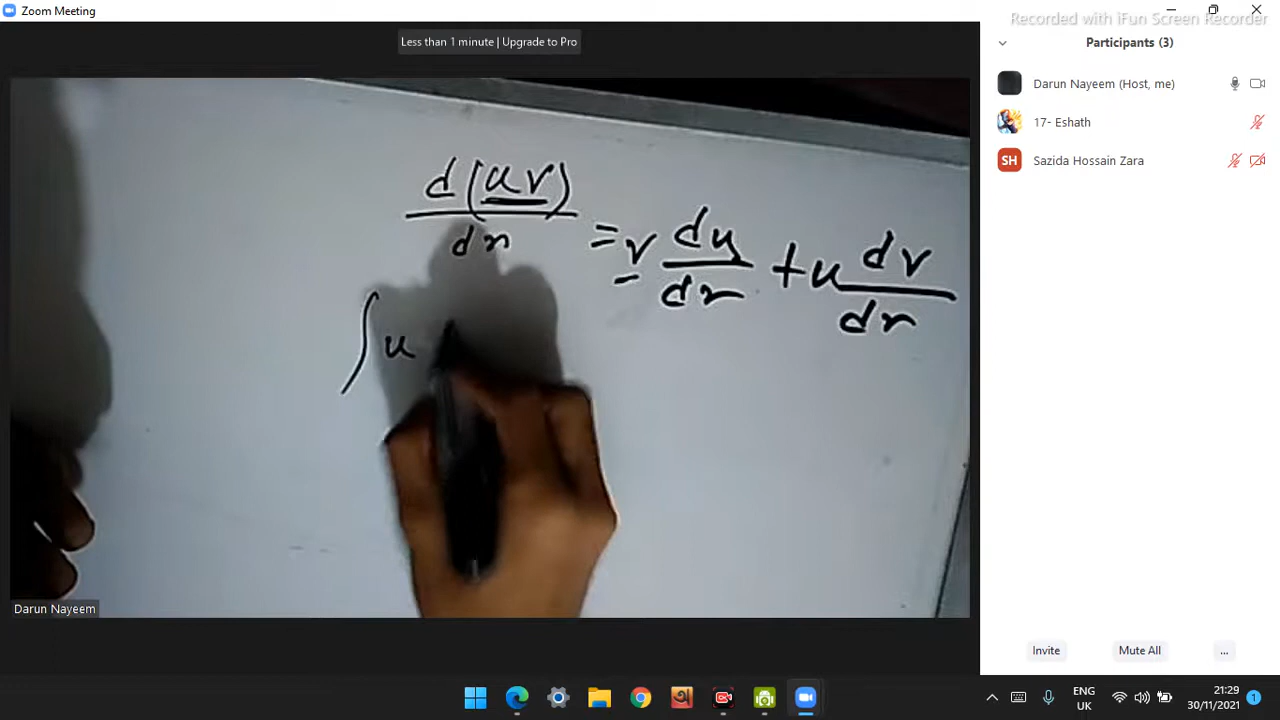 Zoom Meeting
Recorded with iFun Screen Recorder
Less than 1 minute | Upgrade to Pro
Participants (3)
Darun Nayeem (Host, me)
17- Eshath
SH Sazida Hossain Zara
d(uv)/dx = v du/dx + u dv/dx
∫u
Darun Nayeem
Invite Mute All ...
ENG
UK
21:29
30/11/2021
1